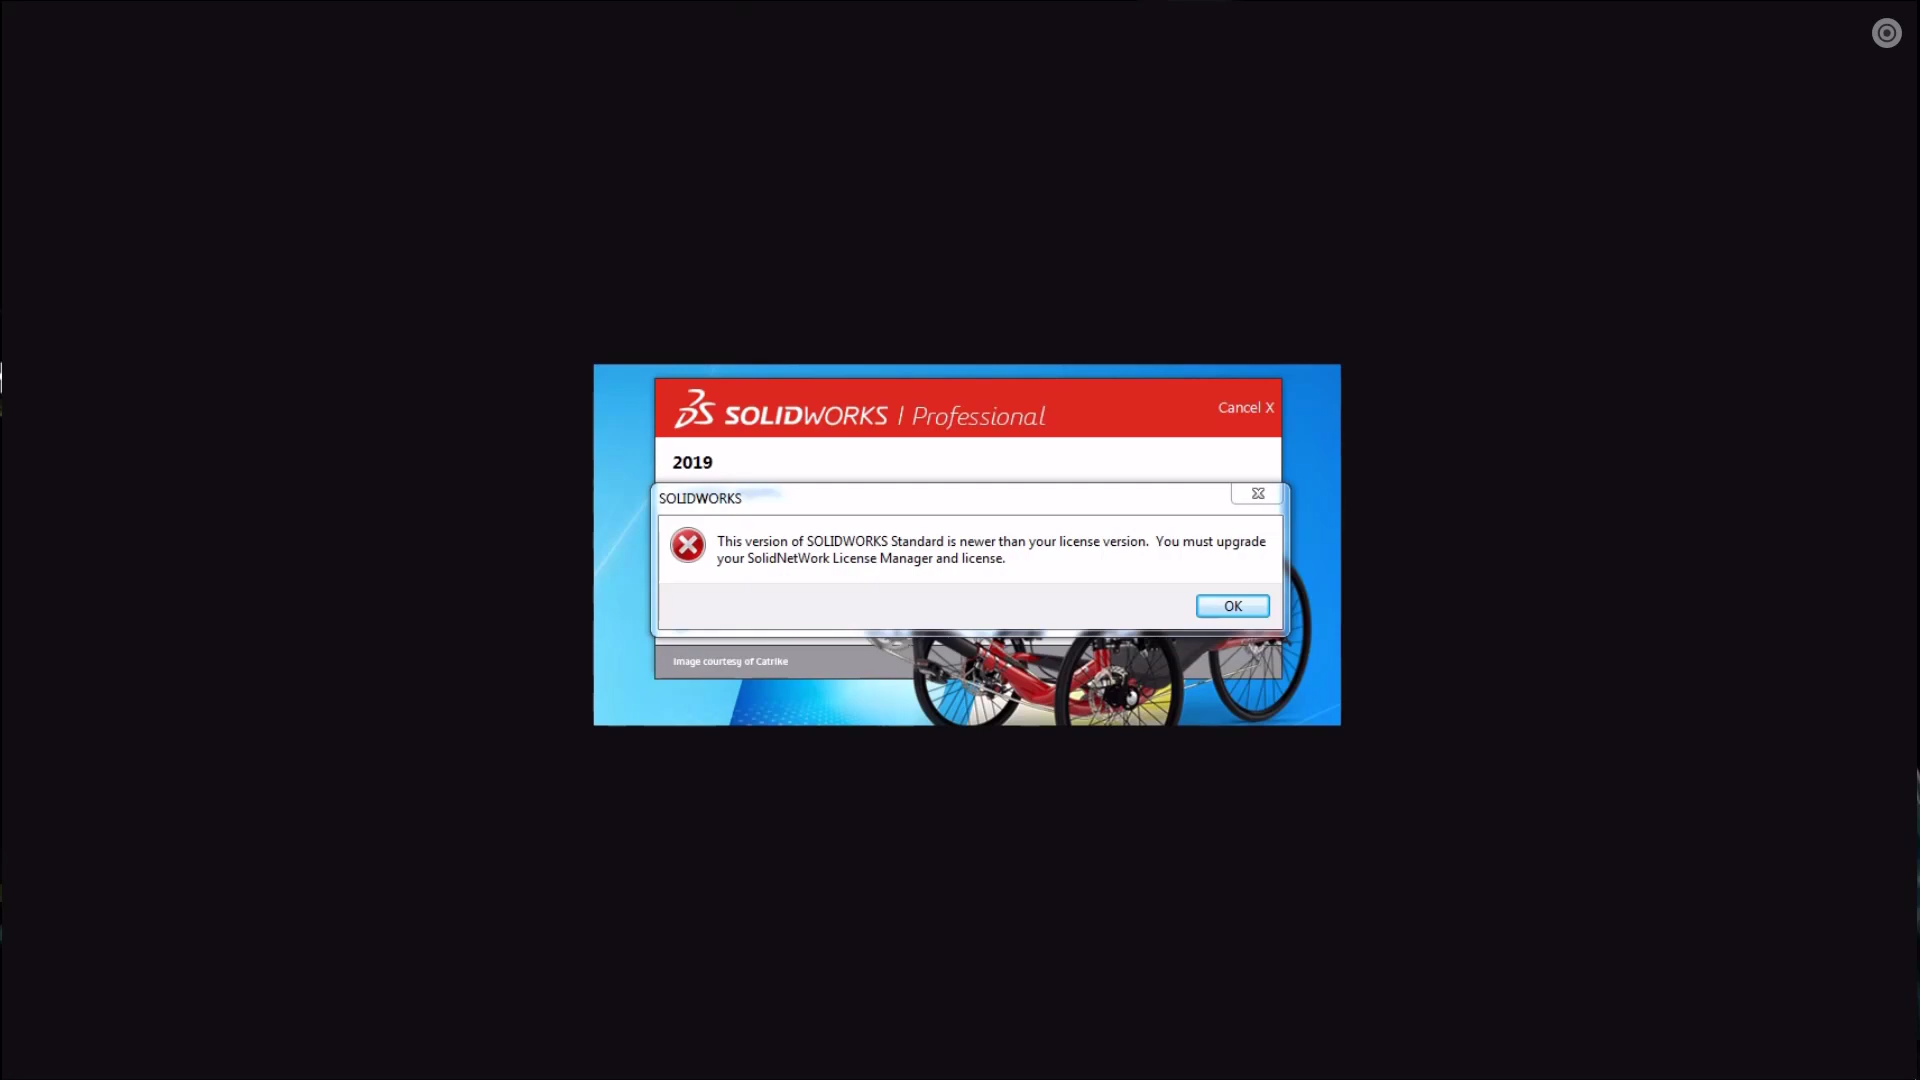 SOLIDWORKS | Professional
Cancel X
2019
SOLIDWORKS
This version of SOLIDWORKS Standard is newer than your license version.  You must upgrade
your SolidNetWork License Manager and license.
OK
Image courtesy of Catrike